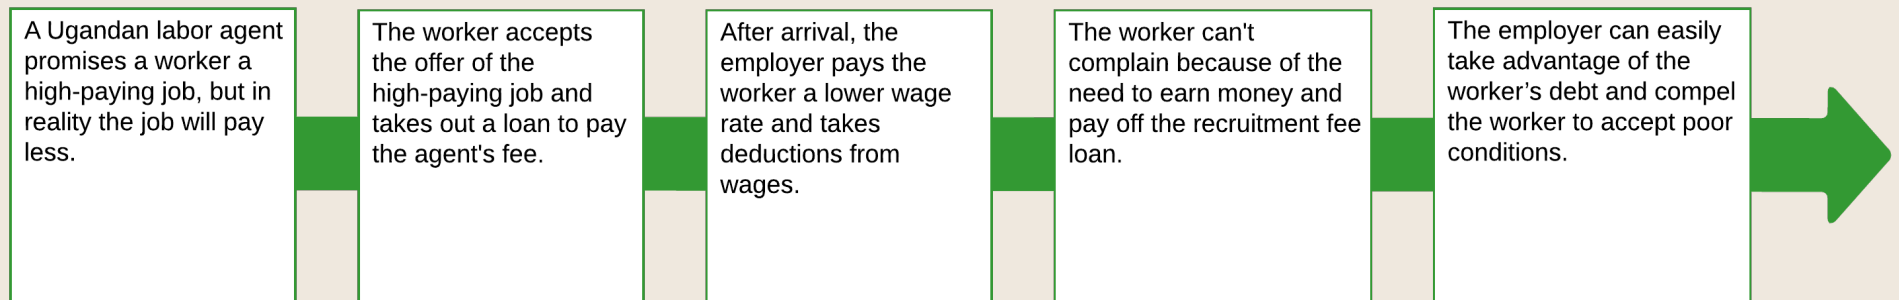 A Ugandan labor agent
promises a worker a
high-paying job, but in
reality the job will pay
less.
The worker accepts
the offer of the
high-paying job and
takes out a loan to pay
the agent's fee.
After arrival, the
employer pays the
worker a lower wage
rate and takes
deductions from
wages.
The worker can't
complain because of the
need to earn money and
pay off the recruitment fee
loan.
The employer can easily
take advantage of the
worker’s debt and compel
the worker to accept poor
conditions.